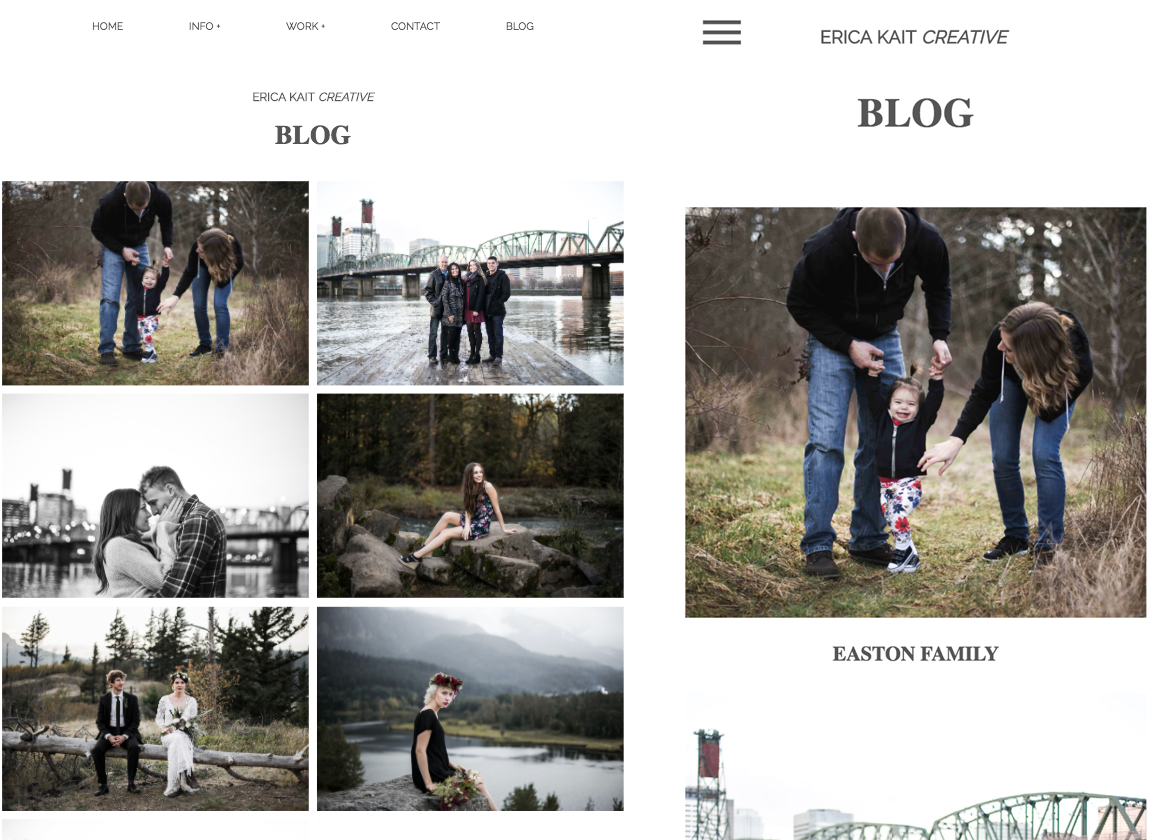 HOME INFO + WORK + CONTACT BLOG
ERICA KAIT CREATIVE
BLOG
ERICA KAIT CREATIVE
BLOG
EASTON FAMILY